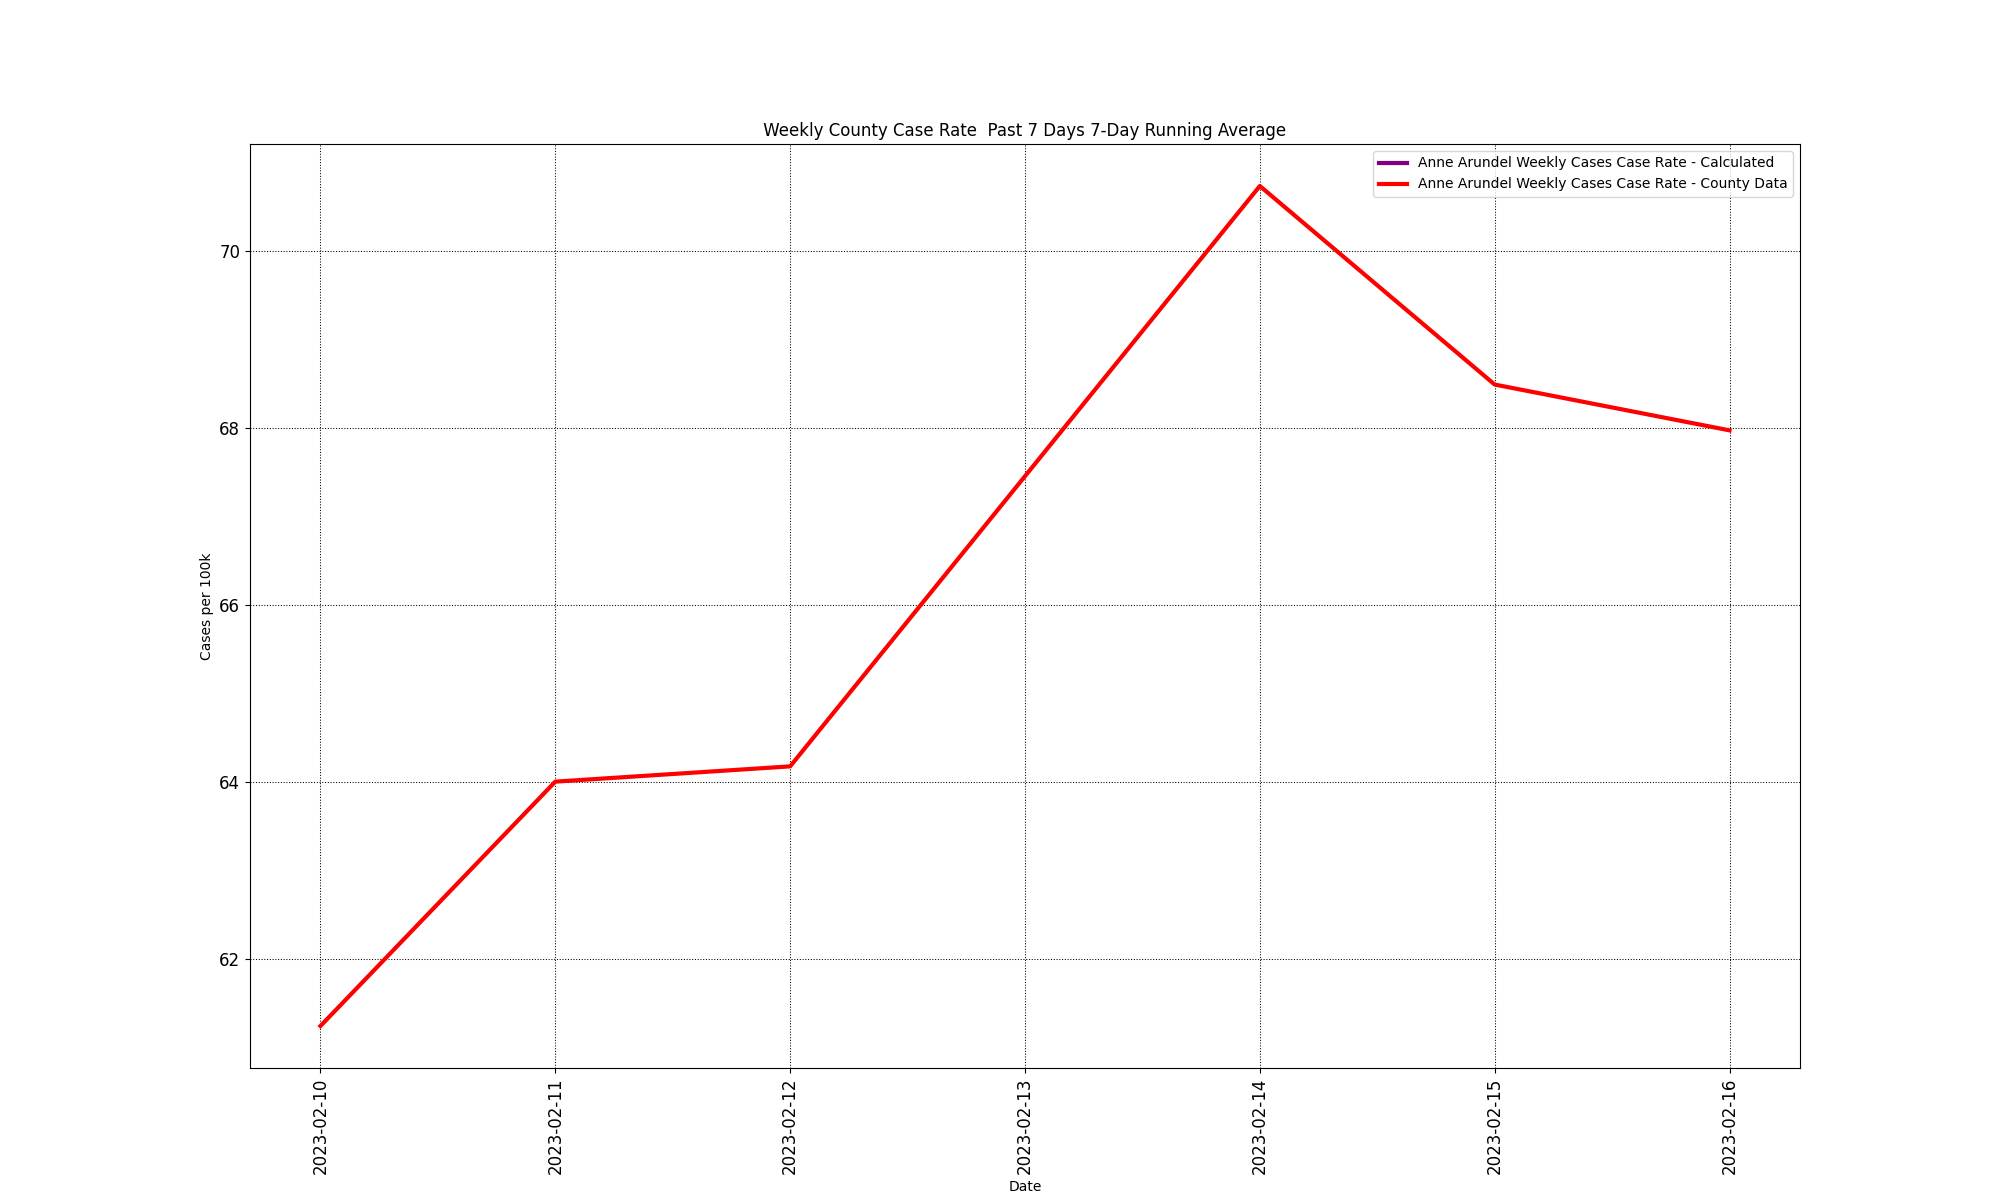 Weekly County Case Rate  Past 7 Days 7-Day Running Average
Anne Arundel Weekly Cases Case Rate - Calculated
Anne Arundel Weekly Cases Case Rate - County Data
70
68
66
64
62
Cases per 100k
2023-02-10
2023-02-11
2023-02-12
2023-02-13
2023-02-14
2023-02-15
2023-02-16
Date